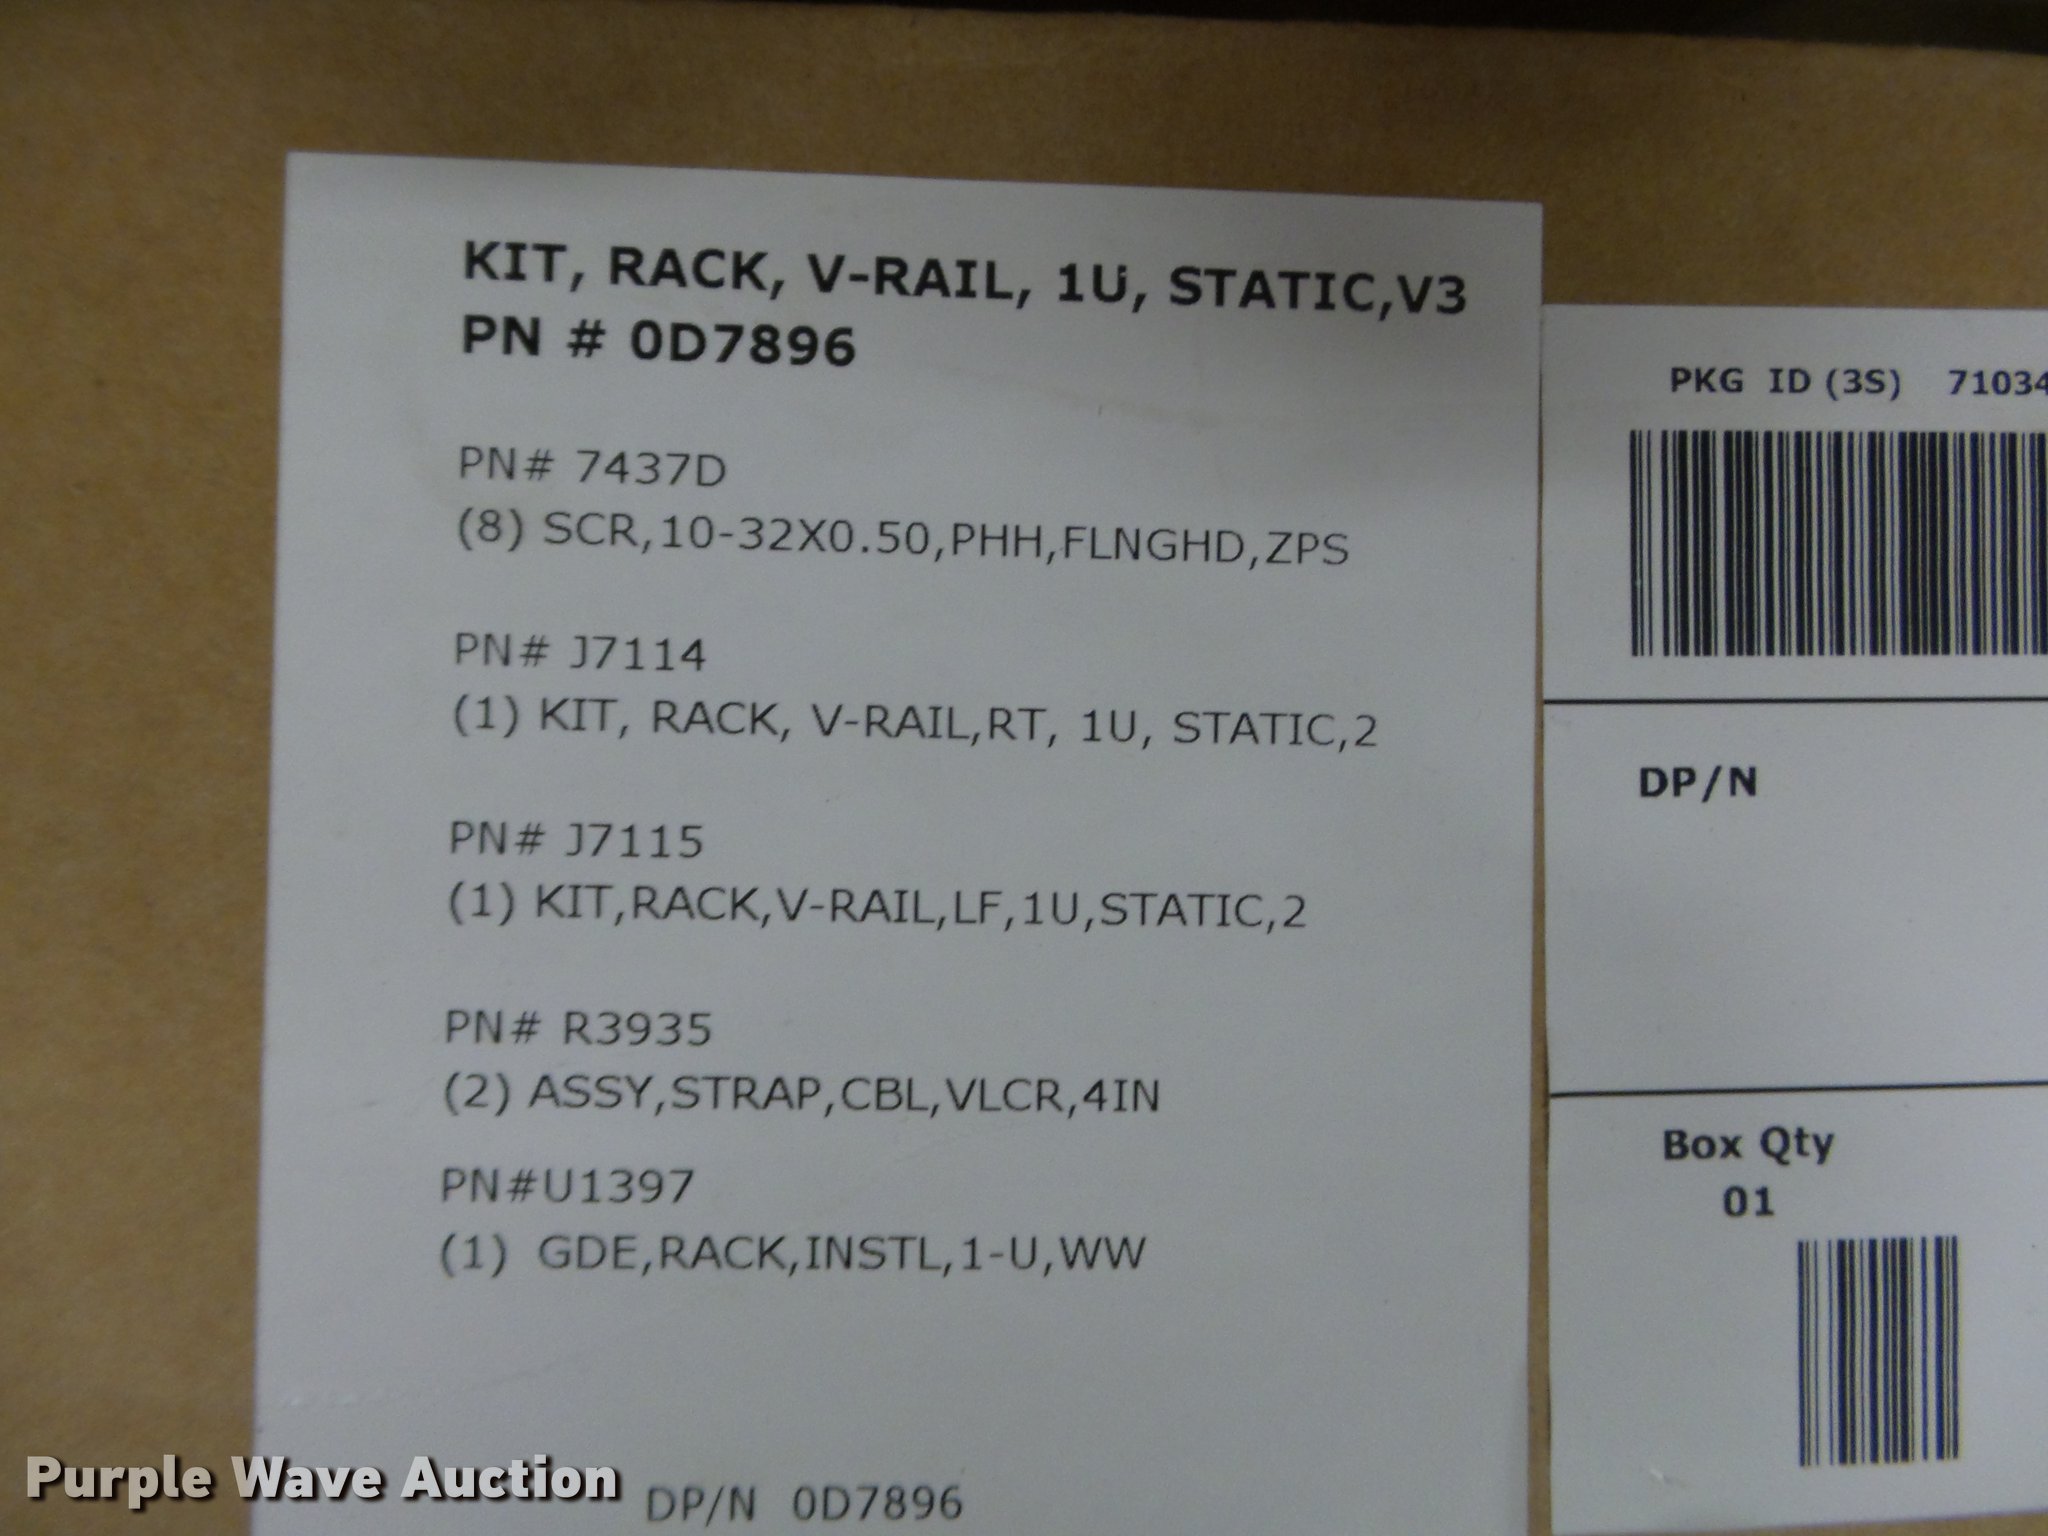 KIT, RACK, V-RAIL, 1U, STATIC,V3
PN # 0D7896
PN# 7437D
(8) SCR,10-32X0.50,PHH,FLNGHD,ZPS
PN# J7114
(1) KIT, RACK, V-RAIL,RT, 1U, STATIC,2
PN# J7115
(1) KIT,RACK,V-RAIL,LF,1U,STATIC,2
PN# R3935
(2) ASSY,STRAP,CBL,VLCR,4IN
PN#U1397
(1) GDE,RACK,INSTL,1-U,WW
DP/N 0D7896
PKG ID (3S) 71034
DP/N
Box Qty
01
Purple Wave Auction